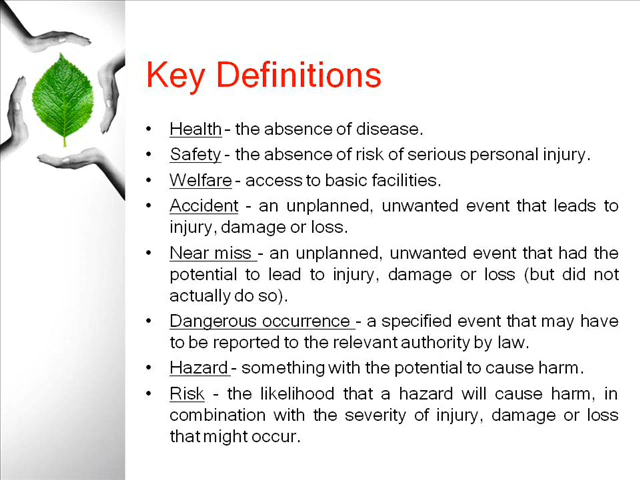 Key Definitions
• Health - the absence of disease.
• Safety - the absence of risk of serious personal injury.
• Welfare - access to basic facilities.
• Accident - an unplanned, unwanted event that leads to
injury, damage or loss.
• Near miss - an unplanned, unwanted event that had the
potential to lead to injury, damage or loss (but did not
actually do so).
• Dangerous occurrence - a specified event that may have
to be reported to the relevant authority by law.
• Hazard - something with the potential to cause harm.
• Risk - the likelihood that a hazard will cause harm, in
combination with the severity of injury, damage or loss
that might occur.